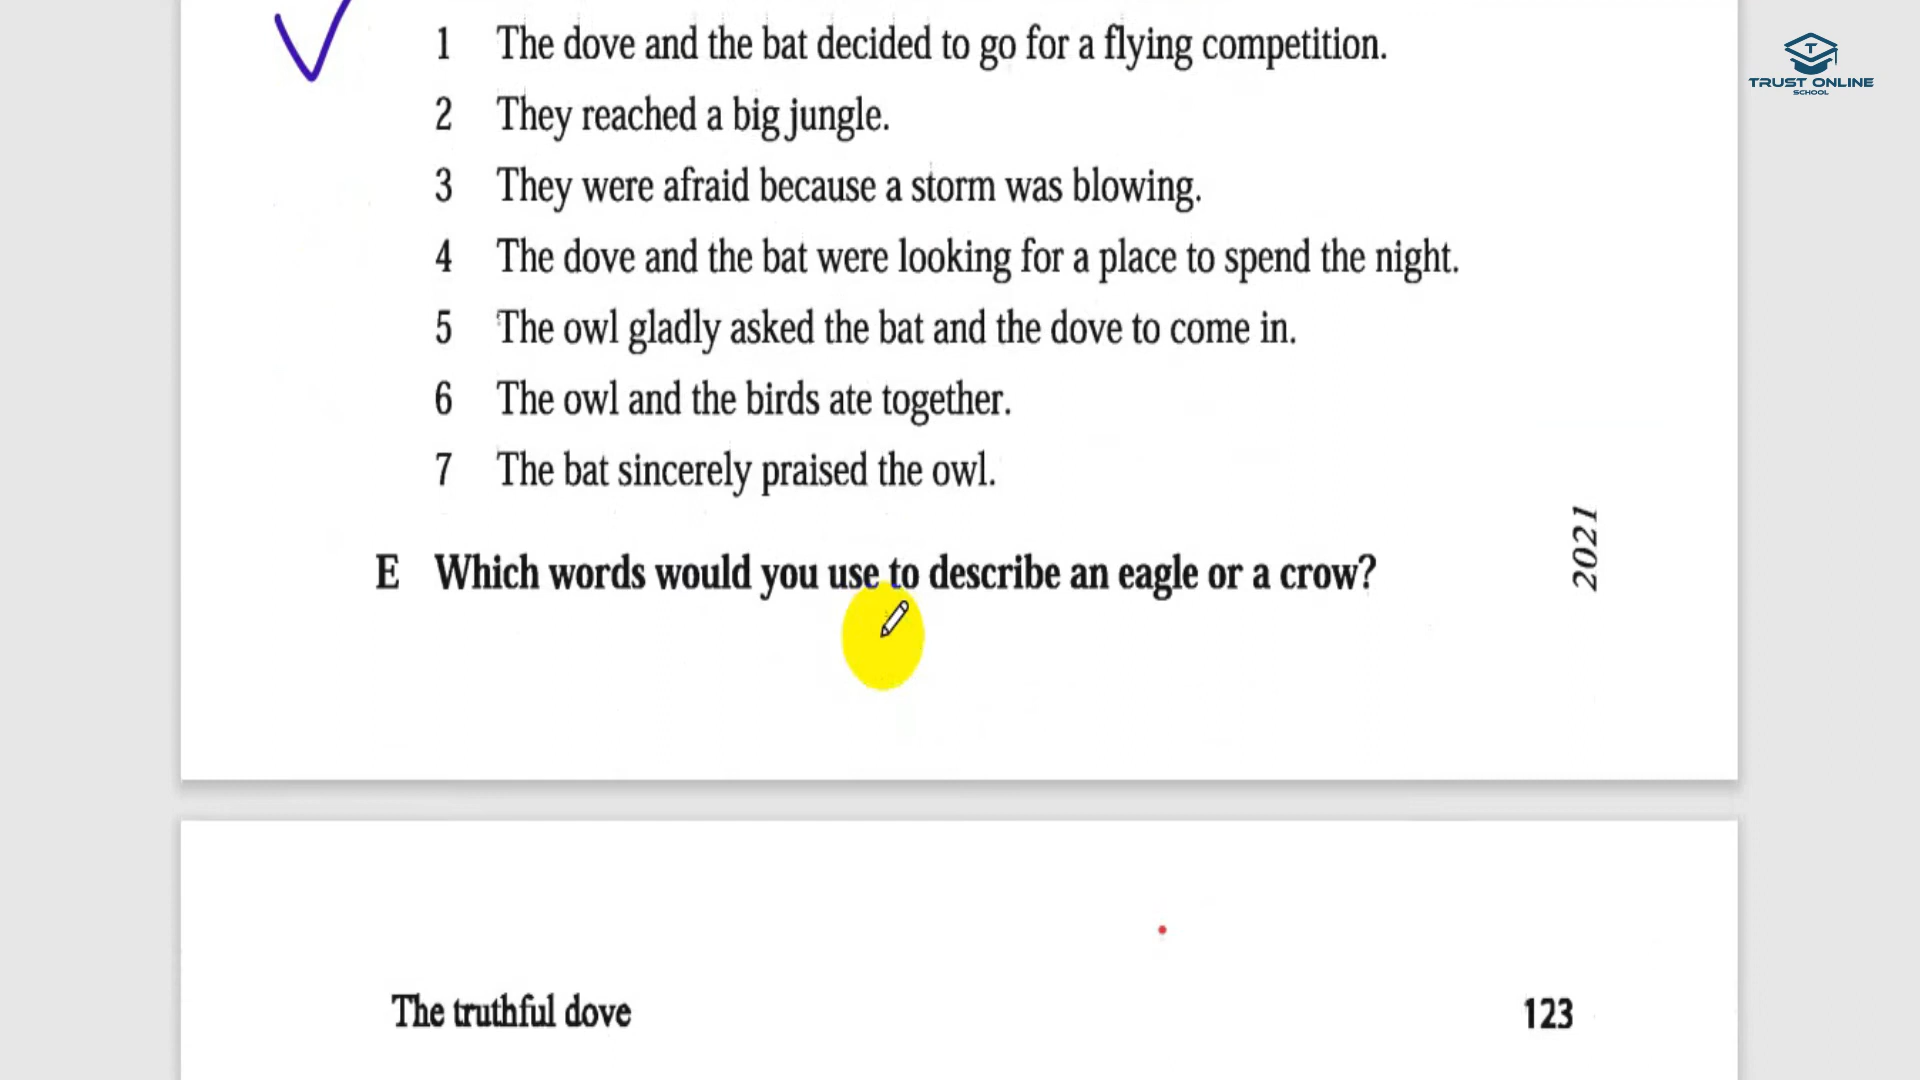 TRUST ONLINE
SCHOOL
1 The dove and the bat decided to go for a flying competition.
2 They reached a big jungle.
3 They were afraid because a storm was blowing.
4 The dove and the bat were looking for a place to spend the night.
5 The owl gladly asked the bat and the dove to come in.
6 The owl and the birds ate together.
7 The bat sincerely praised the owl.
E Which words would you use to describe an eagle or a crow?
2021
The truthful dove 123